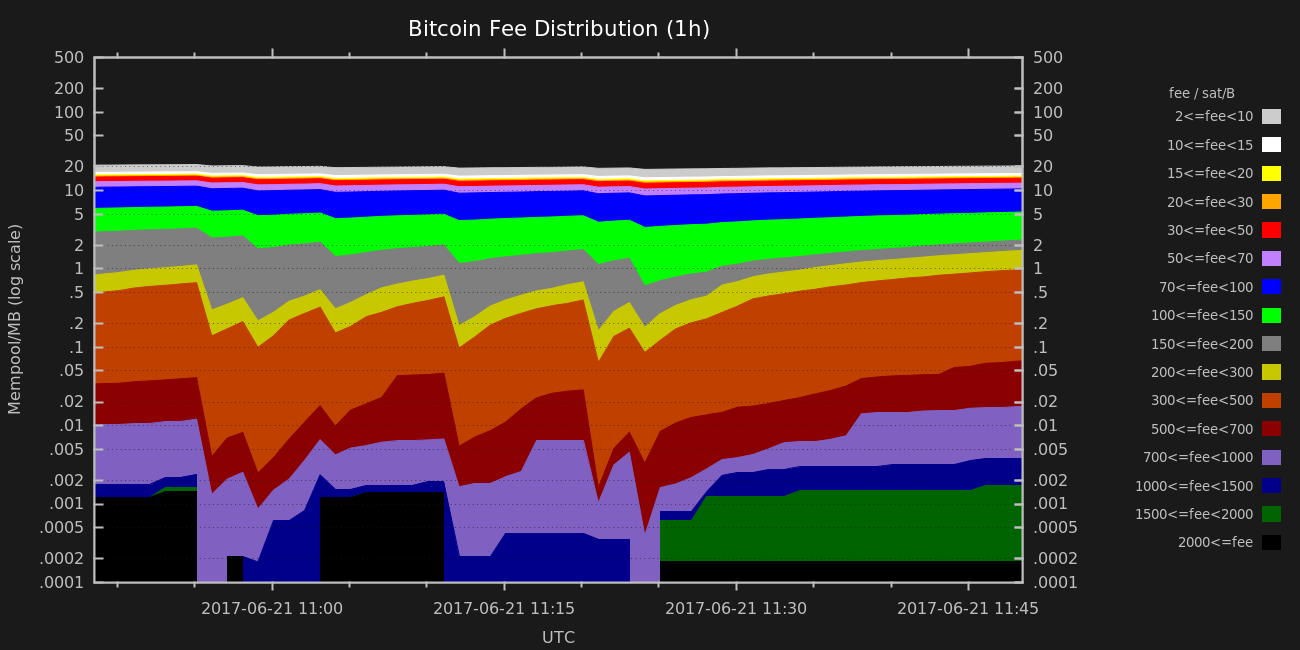 Bitcoin Fee Distribution (1h)
500 500
200 200
100 100
50 50
20 20
10 10
5 5
2 2
1 1
.5 .5
.2 .2
.1 .1
.05 .05
.02 .02
.01 .01
.005 .005
.002 .002
.001 .001
.0005 .0005
.0002 .0002
.0001 .0001
Mempool/MB (log scale)
2017-06-21 11:00 2017-06-21 11:15 2017-06-21 11:30 2017-06-21 11:45
UTC
fee / sat/B
2<=fee<10
10<=fee<15
15<=fee<20
20<=fee<30
30<=fee<50
50<=fee<70
70<=fee<100
100<=fee<150
150<=fee<200
200<=fee<300
300<=fee<500
500<=fee<700
700<=fee<1000
1000<=fee<1500
1500<=fee<2000
2000<=fee